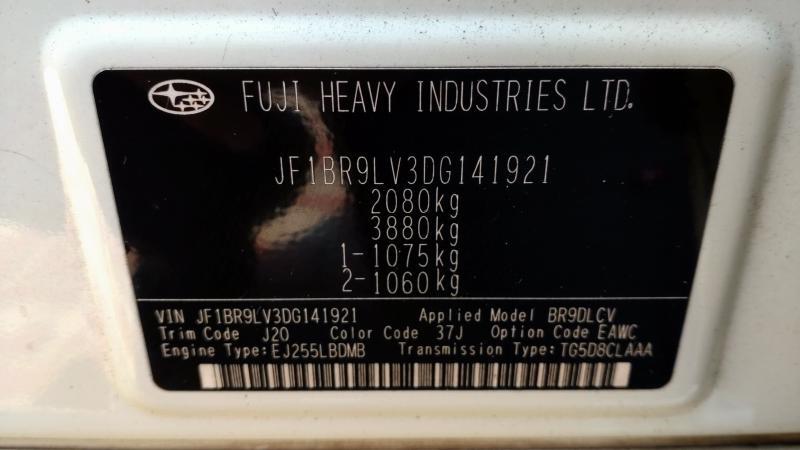 FUJI HEAVY INDUSTRIES LTD.
JF1BR9LV3DG141921
2080kg
3880kg
1-1075kg
2-1060kg
VIN JF1BR9LV3DG141921 Applied Model BR9DLCV
Trim Code J20 Color Code 37J Option Code EAWC
Engine Type:EJ255LBDMB Transmission Type:TG5D8CLAAA